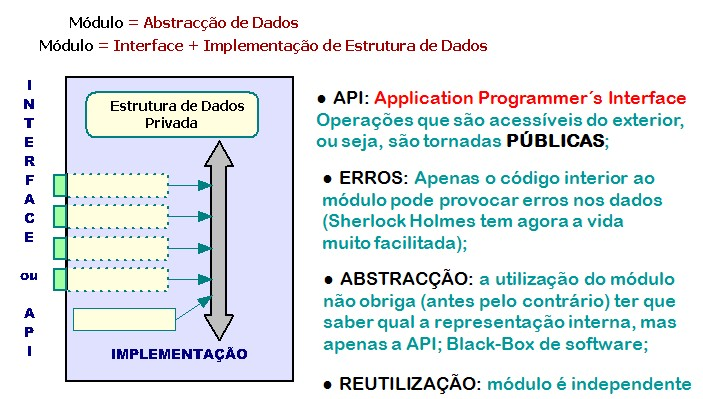 Módulo = Abstracção de Dados
Módulo = Interface + Implementação de Estrutura de Dados
INTERFACE ou API
Estrutura de Dados
Privada
IMPLEMENTAÇÃO
● API: Application Programmer´s Interface
Operações que são acessíveis do exterior,
ou seja, são tornadas PÚBLICAS;
● ERROS: Apenas o código interior ao
módulo pode provocar erros nos dados
(Sherlock Holmes tem agora a vida
muito facilitada);
● ABSTRACÇÃO: a utilização do módulo
não obriga (antes pelo contrário) ter que
saber qual a representação interna, mas
apenas a API; Black-Box de software;
● REUTILIZAÇÃO: módulo é independente